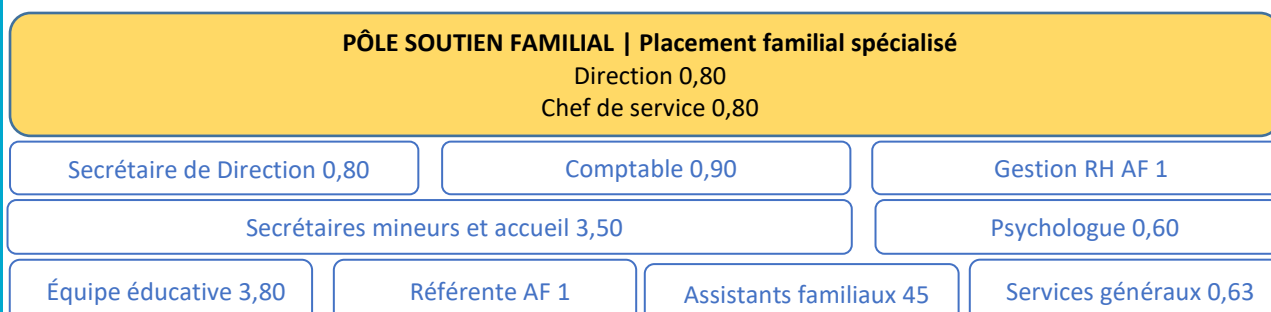 PÔLE SOUTIEN FAMILIAL | Placement familial spécialisé
Direction 0,80
Chef de service 0,80
Secrétaire de Direction 0,80
Comptable 0,90
Gestion RH AF 1
Secrétaires mineurs et accueil 3,50
Psychologue 0,60
Équipe éducative 3,80
Référente AF 1
Assistants familiaux 45
Services généraux 0,63